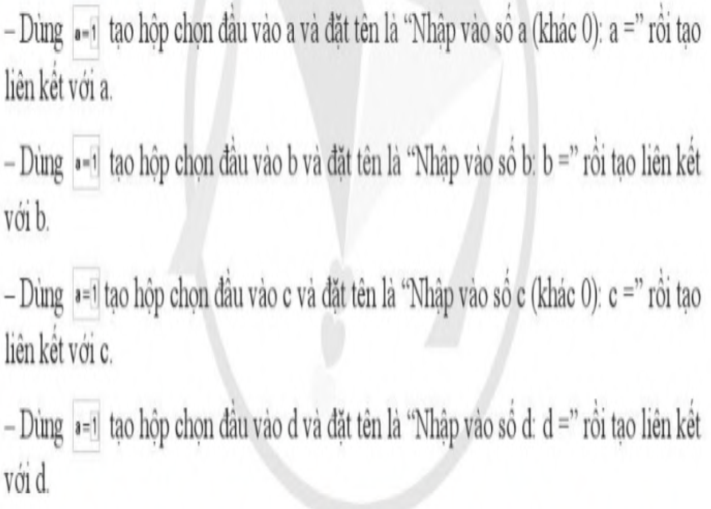 – Dùng a=1 tạo hộp chọn đầu vào a và đặt tên là “Nhập vào số a (khác 0): a =” rồi tạo
liên kết với a.
– Dùng a=1 tạo hộp chọn đầu vào b và đặt tên là “Nhập vào số b: b =” rồi tạo liên kết
với b.
– Dùng a=1 tạo hộp chọn đầu vào c và đặt tên là “Nhập vào số c (khác 0): c =” rồi tạo
liên kết với c.
– Dùng a=1 tạo hộp chọn đầu vào d và đặt tên là “Nhập vào số d: d =” rồi tạo liên kết
với d.